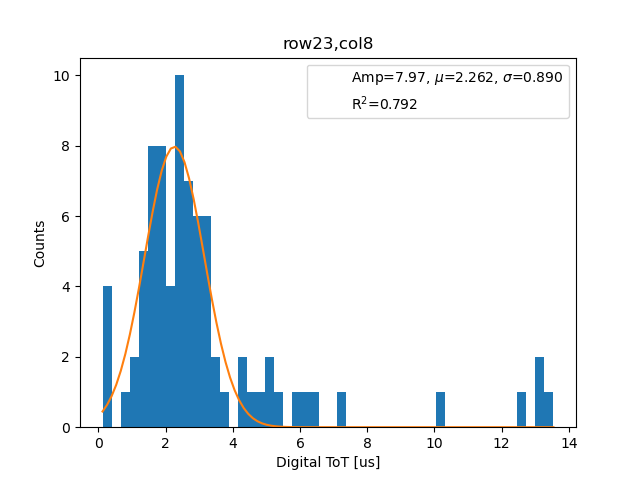 row23,col8
Amp=7.97, μ=2.262, σ=0.890
R²=0.792
Counts
10
8
6
4
2
0
0 2 4 6 8 10 12 14
Digital ToT [us]